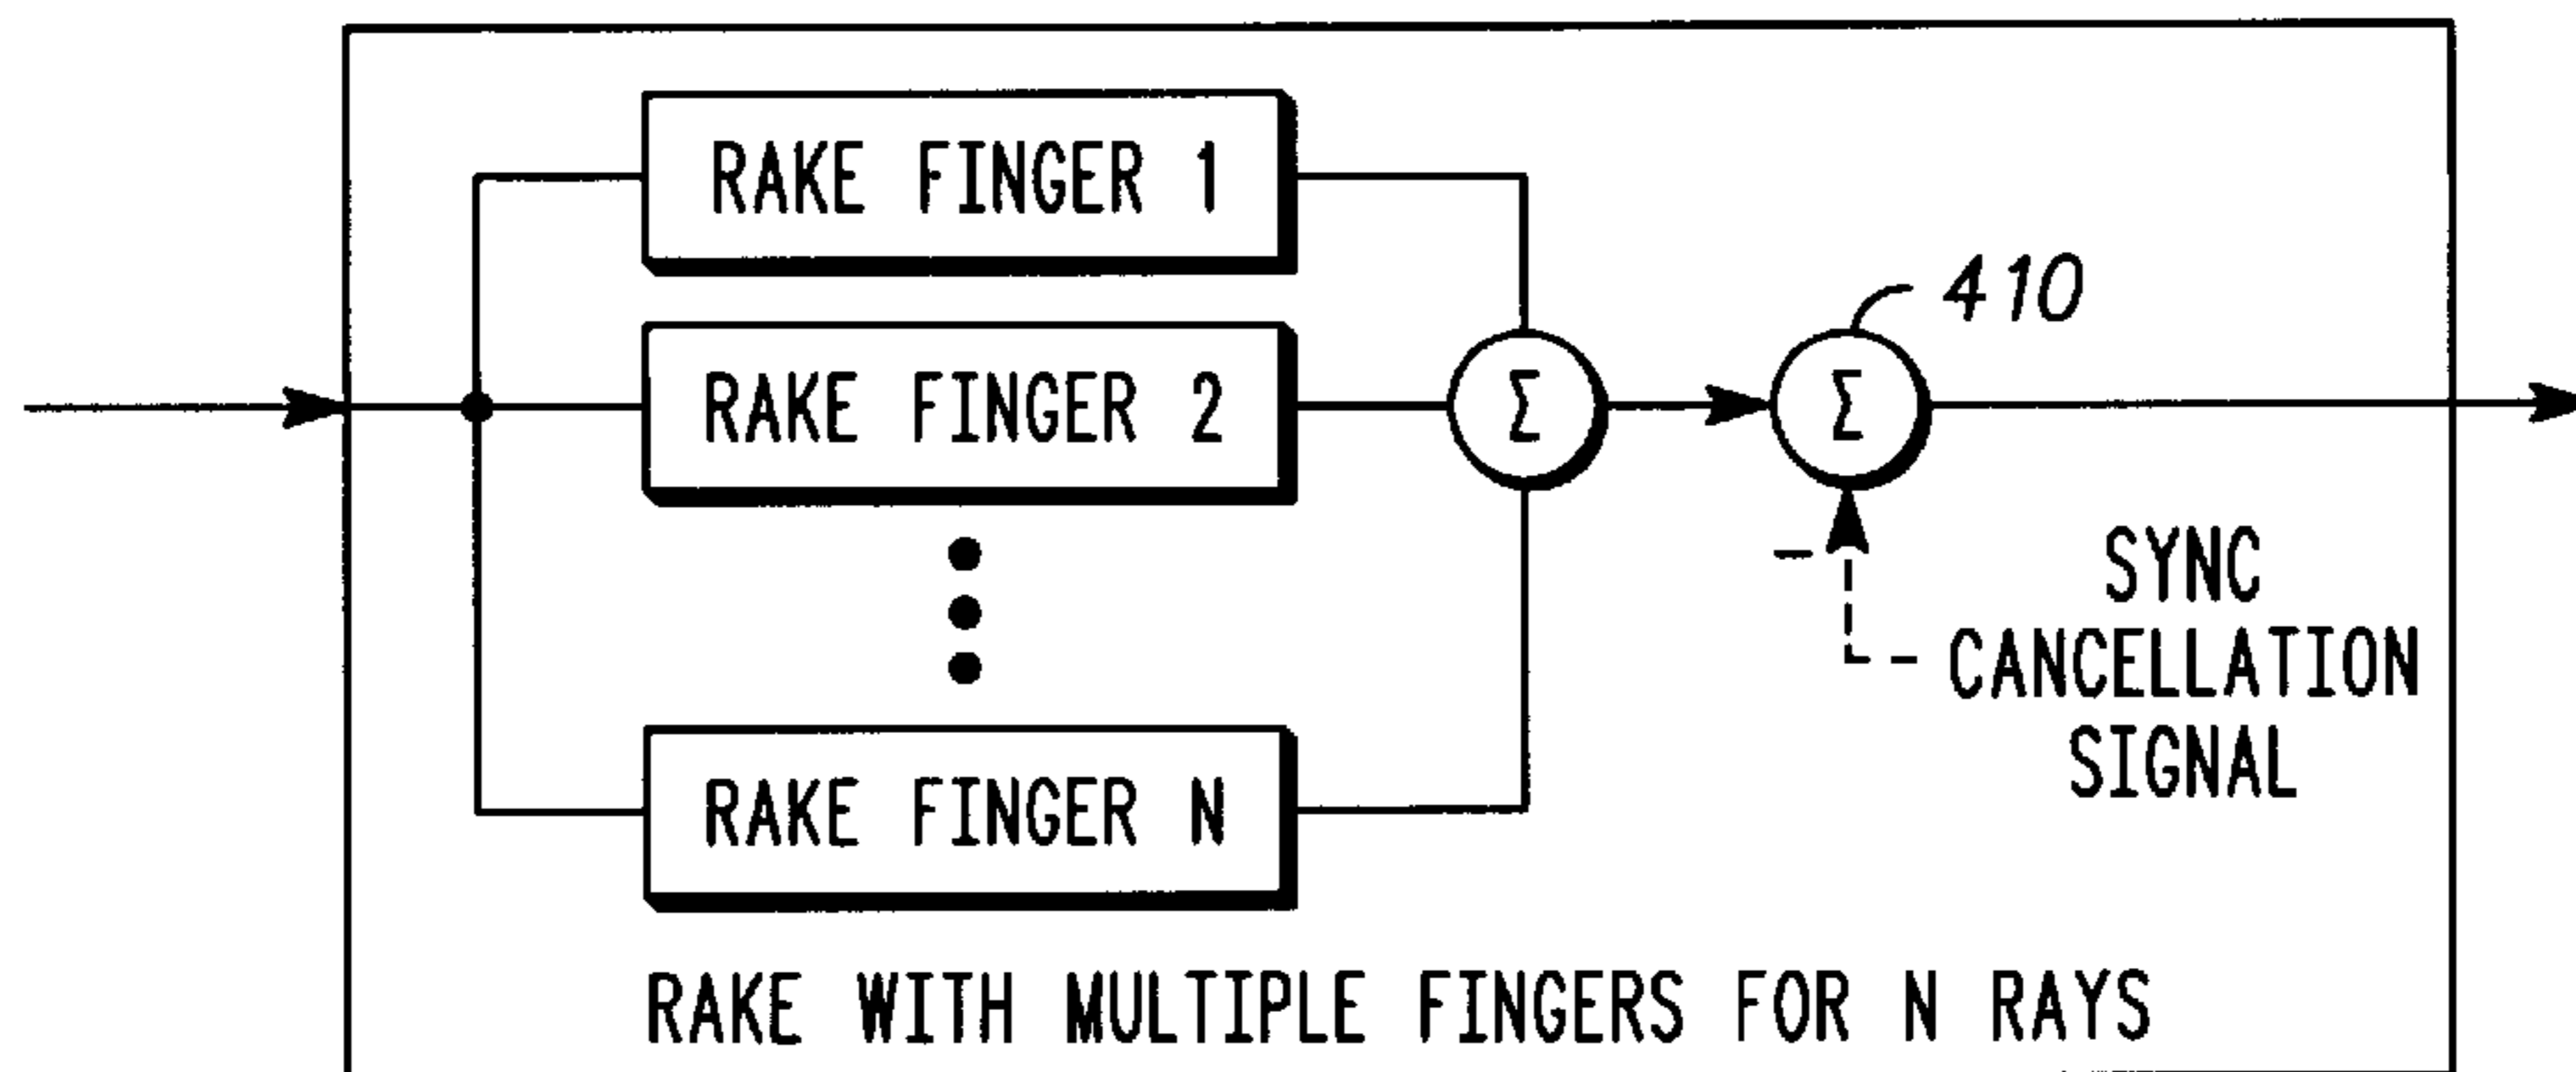 RAKE FINGER 1
410
RAKE FINGER 2
Σ
Σ
–
SYNC
CANCELLATION
SIGNAL
RAKE FINGER N
RAKE WITH MULTIPLE FINGERS FOR N RAYS